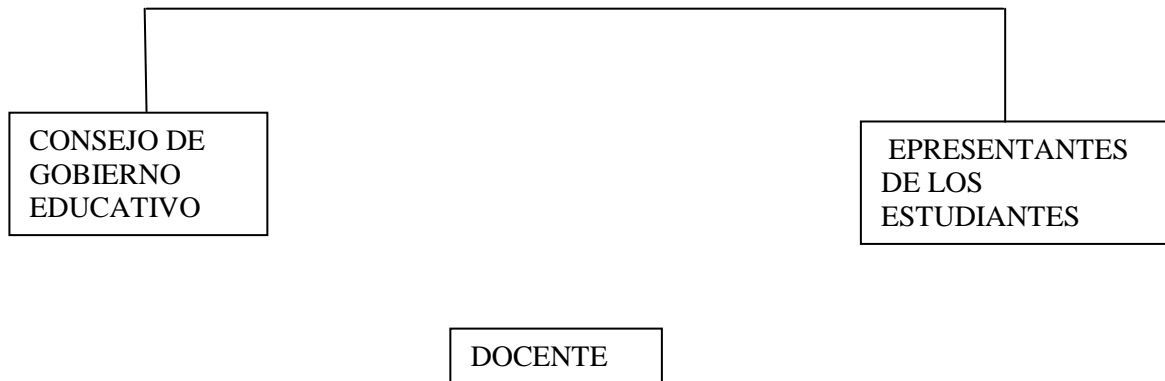 CONSEJO DE
GOBIERNO
EDUCATIVO
EPRESENTANTES
DE LOS
ESTUDIANTES
DOCENTE